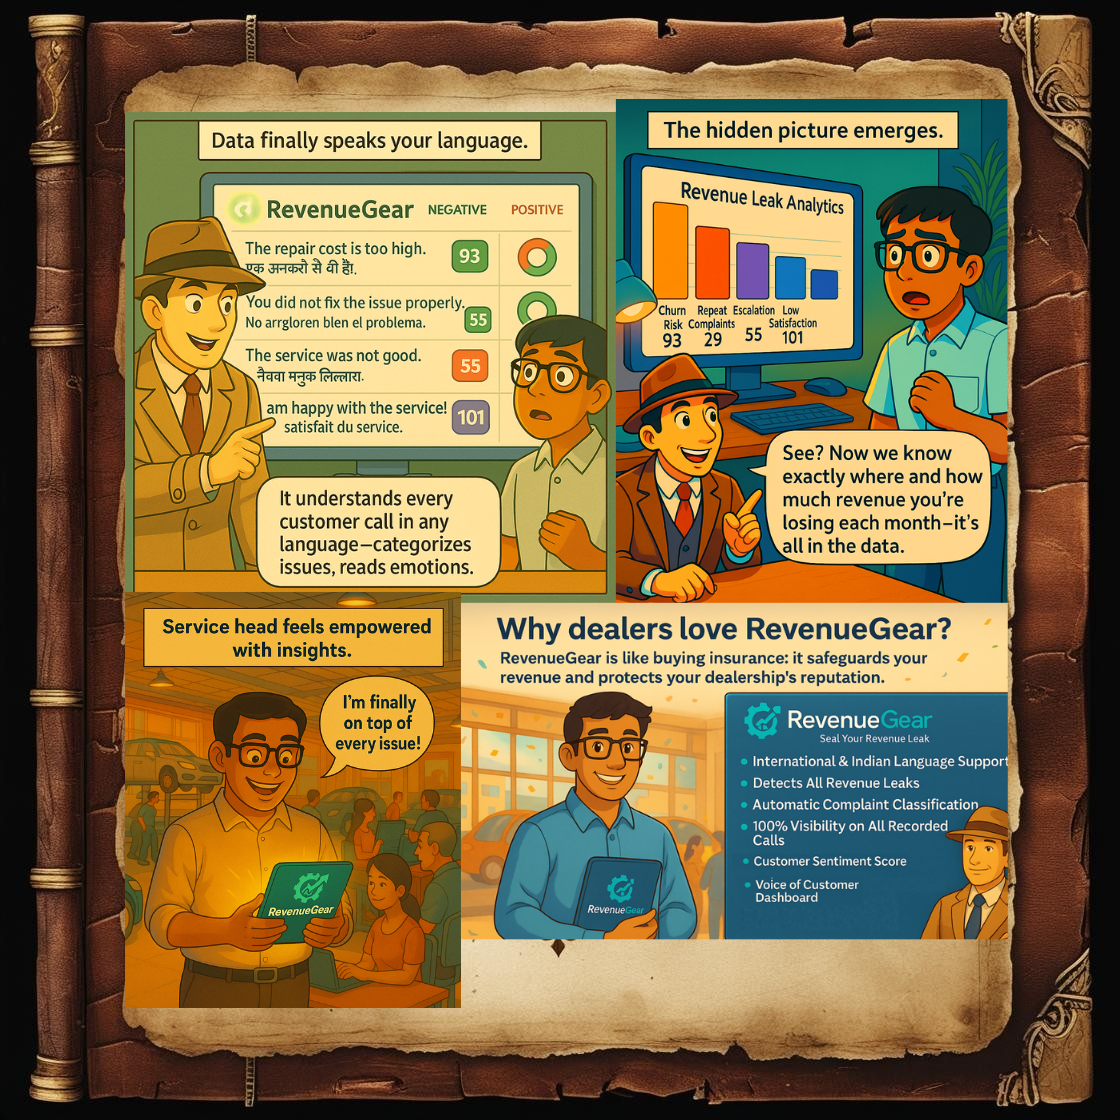 Data finally speaks your language.
RevenueGear NEGATIVE POSITIVE
The repair cost is too high. 93
एक अनकरो से वी है।.
You did not fix the issue properly.
No arrgloren blen el problema. 55
The service was not good. 55
नैववा मनुक लिल्लारा.
am happy with the service! 101
satisfait du service.
It understands every
customer call in any
language—categorizes
issues, reads emotions.
The hidden picture emerges.
Revenue Leak Analytics
Churn Repeat Escalation Low
Risk Complaints Satisfaction
93 29 55 101
See? Now we know
exactly where and how
much revenue you're
losing each month—it's
all in the data.
Service head feels empowered
with insights.
I'm finally
on top of
every issue!
RevenueGear
Why dealers love RevenueGear?
RevenueGear is like buying insurance: it safeguards your
revenue and protects your dealership's reputation.
RevenueGear
RevenueGear
Seal Your Revenue Leak
• International & Indian Language Support
• Detects All Revenue Leaks
• Automatic Complaint Classification
• 100% Visibility on All Recorded
Calls
• Customer Sentiment Score
• Voice of Customer
Dashboard